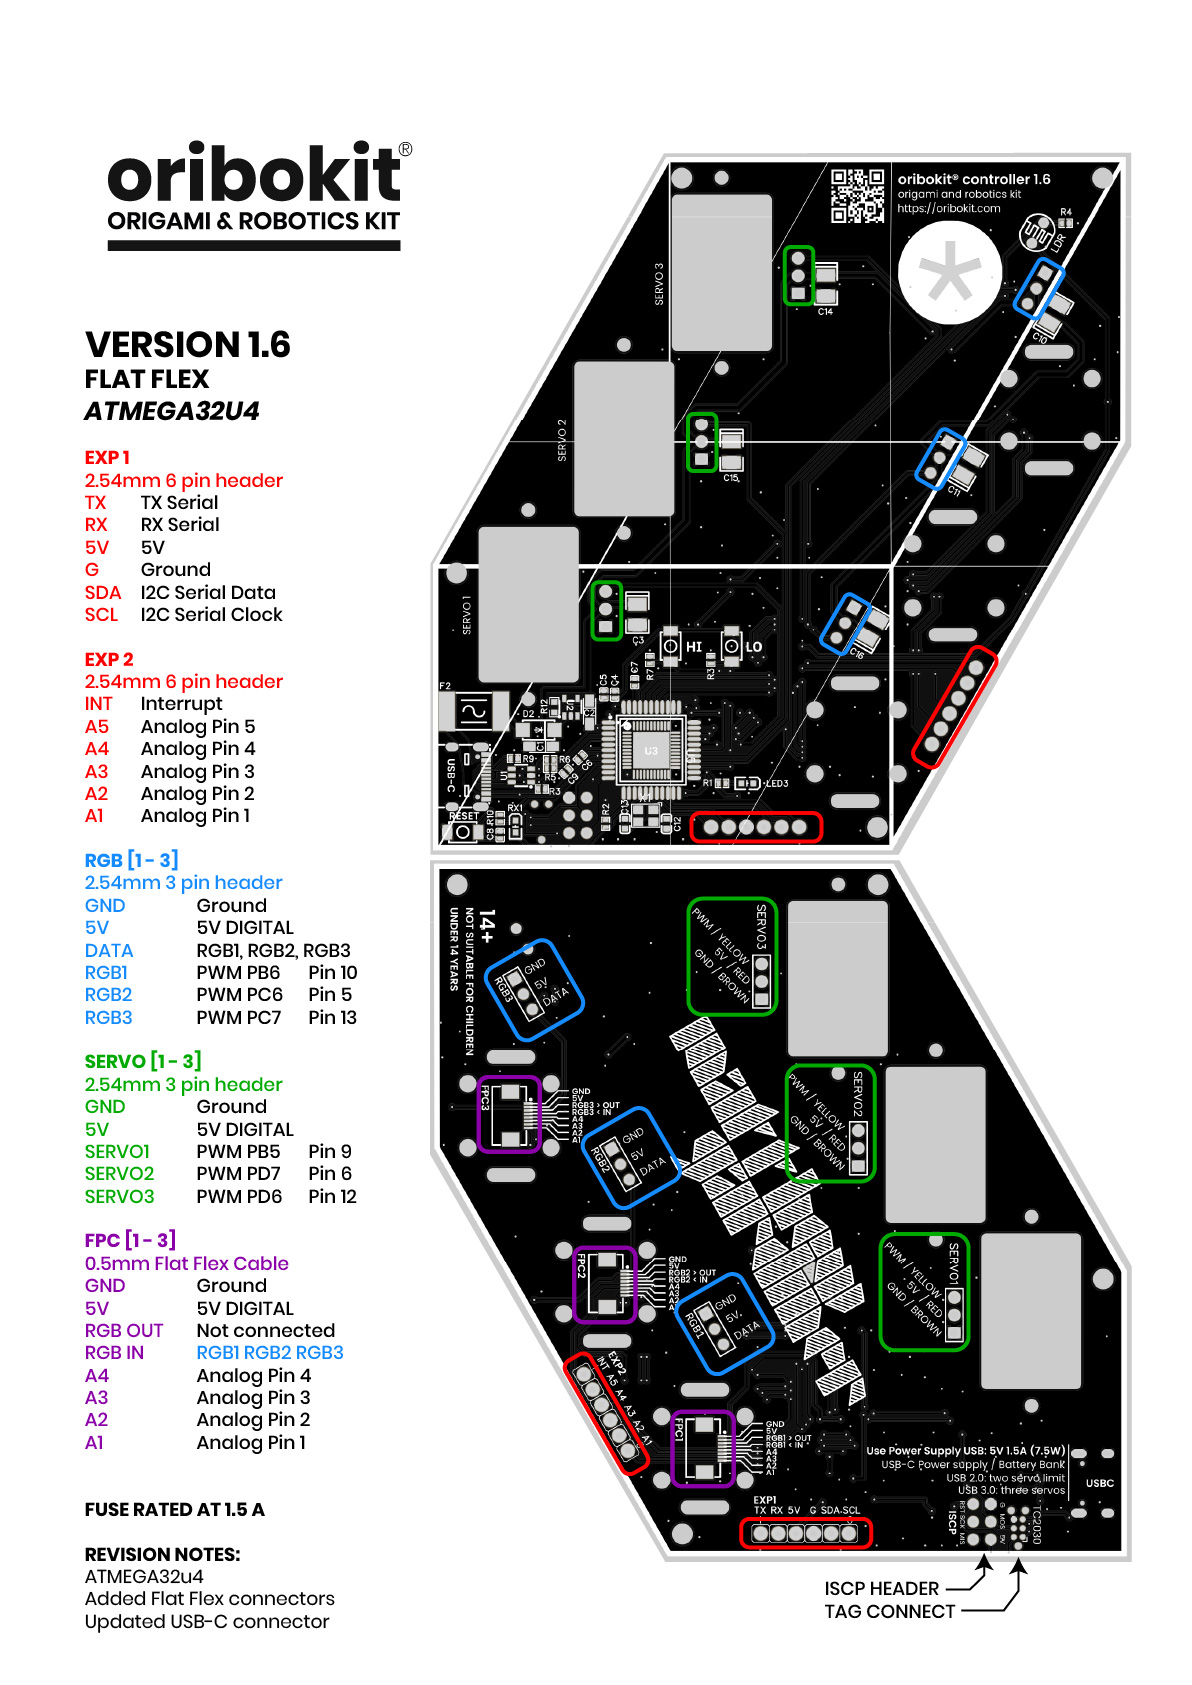 oribokit®
ORIGAMI & ROBOTICS KIT
VERSION 1.6
FLAT FLEX
ATMEGA32U4
EXP 1
2.54mm 6 pin header
TX TX Serial
RX RX Serial
5V 5V
G Ground
SDA I2C Serial Data
SCL I2C Serial Clock
EXP 2
2.54mm 6 pin header
INT Interrupt
A5 Analog Pin 5
A4 Analog Pin 4
A3 Analog Pin 3
A2 Analog Pin 2
A1 Analog Pin 1
RGB [1 - 3]
2.54mm 3 pin header
GND Ground
5V 5V DIGITAL
DATA RGB1, RGB2, RGB3
RGB1 PWM PB6 Pin 10
RGB2 PWM PC6 Pin 5
RGB3 PWM PC7 Pin 13
SERVO [1 - 3]
2.54mm 3 pin header
GND Ground
5V 5V DIGITAL
SERVO1 PWM PB5 Pin 9
SERVO2 PWM PD7 Pin 6
SERVO3 PWM PD6 Pin 12
FPC [1 - 3]
0.5mm Flat Flex Cable
GND Ground
5V 5V DIGITAL
RGB OUT Not connected
RGB IN RGB1 RGB2 RGB3
A4 Analog Pin 4
A3 Analog Pin 3
A2 Analog Pin 2
A1 Analog Pin 1
FUSE RATED AT 1.5 A
REVISION NOTES:
ATMEGA32u4
Added Flat Flex connectors
Updated USB-C connector
oribokit® controller 1.6
origami and robotics kit
https://oribokit.com
R4
LDR
SERVO 3
C14
C10
SERVO 2
C15
C11
SERVO 1
C3
C16
HI
LO
C7
R7
R3
C5
C4
F2
R12
D2
U3
R9
R6
R5
C9
C6
USB-C
R3
R1
LED3
RESET
RX1
C8 R10
R2
C13
C12
14+
NOT SUITABLE FOR CHILDREN
UNDER 14 YEARS
SERVO3
PWM / YELLOW
5V / RED
GND / BROWN
RGB3
GND
5V
DATA
FPC3
GND
5V
RGB3 > OUT
RGB3 < IN
A4
A3
A2
A1
SERVO2
PWM / YELLOW
5V / RED
GND / BROWN
RGB2
GND
5V
DATA
FPC2
GND
5V
RGB2 > OUT
RGB2 < IN
A4
A3
A2
A1
SERVO1
PWM / YELLOW
5V / RED
GND / BROWN
RGB1
GND
5V
DATA
EXP2
INT A5 A4 A3 A2 A1
FPC1
GND
5V
RGB1 > OUT
RGB1 < IN
A4
A3
A2
A1
Use Power Supply USB: 5V 1.5A (7.5W)
USB-C Power supply / Battery Bank
USB 2.0: two servo limit
USB 3.0: three servos
USBC
EXP1
TX RX 5V G SDA SCL
ISCP
RST SCK MIS
G MOS 5V
TC2030
ISCP HEADER
TAG CONNECT